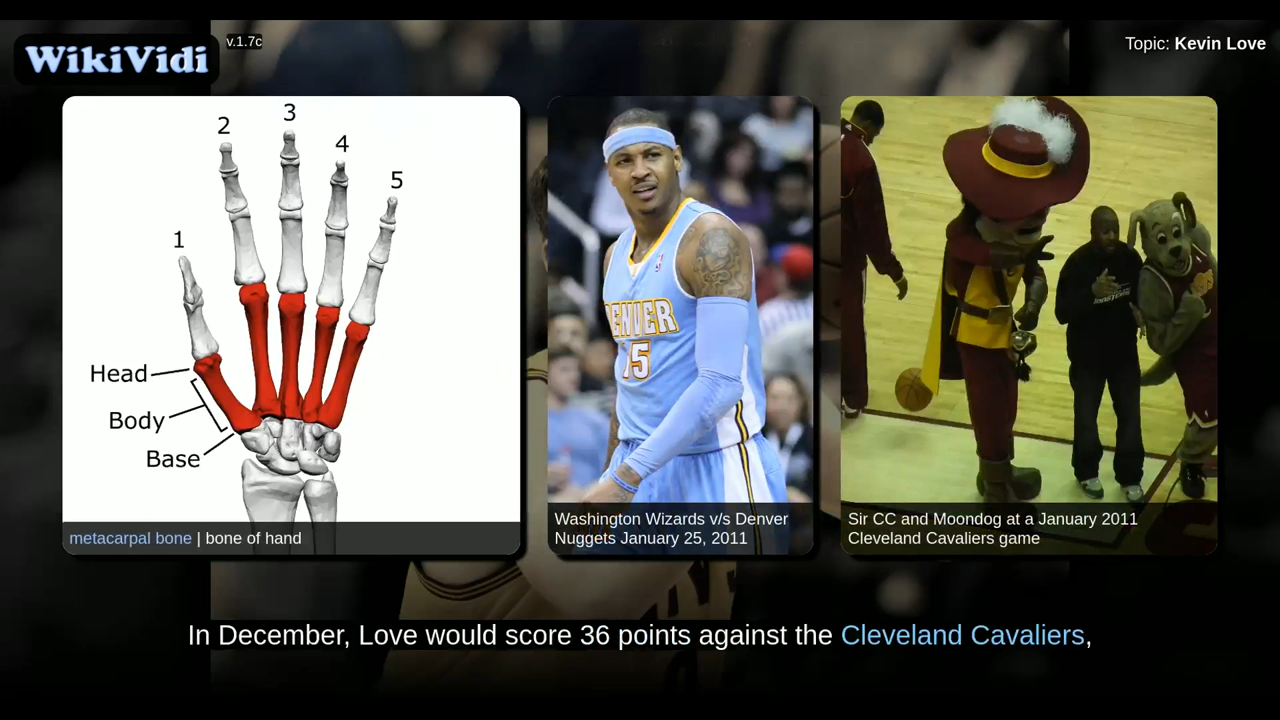 WikiVidi
v.1.7c
Topic: Kevin Love
1
2
3
4
5
Head
Body
Base
metacarpal bone | bone of hand
DENVER
15
Washington Wizards v/s Denver
Nuggets January 25, 2011
Sir CC and Moondog at a January 2011
Cleveland Cavaliers game
In December, Love would score 36 points against the Cleveland Cavaliers,